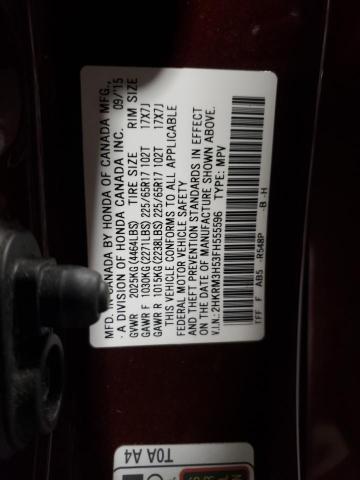 MFD. IN CANADA BY HONDA OF CANADA MFG.,
A DIVISION OF HONDA CANADA INC. 09/'15
GVWR 2025KG(4464LBS) TIRE SIZE RIM SIZE
GAWR F 1030KG(2271LBS) 225/65R17 102T 17X7J
GAWR R 1015KG(2238LBS) 225/65R17 102T 17X7J
THIS VEHICLE CONFORMS TO ALL APPLICABLE
FEDERAL MOTOR VEHICLE SAFETY
AND THEFT PREVENTION STANDARDS IN EFFECT
ON THE DATE OF MANUFACTURE SHOWN ABOVE.
V.I.N.: 2HKRM3H53FH555596 TYPE: MPV
TFF F AB5 -R548P -B -H
T0A A4